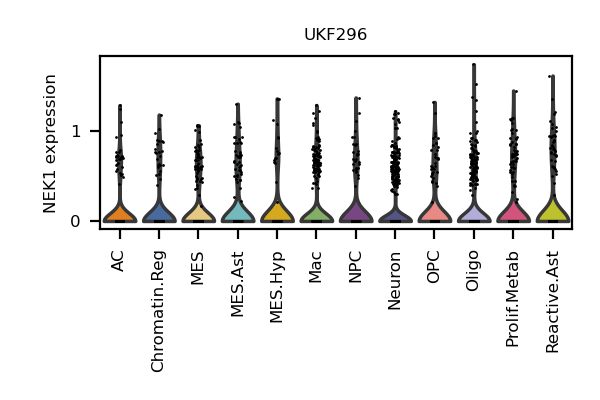 UKF296
NEK1 expression
1
0
AC
Chromatin.Reg
MES
MES.Ast
MES.Hyp
Mac
NPC
Neuron
OPC
Oligo
Prolif.Metab
Reactive.Ast